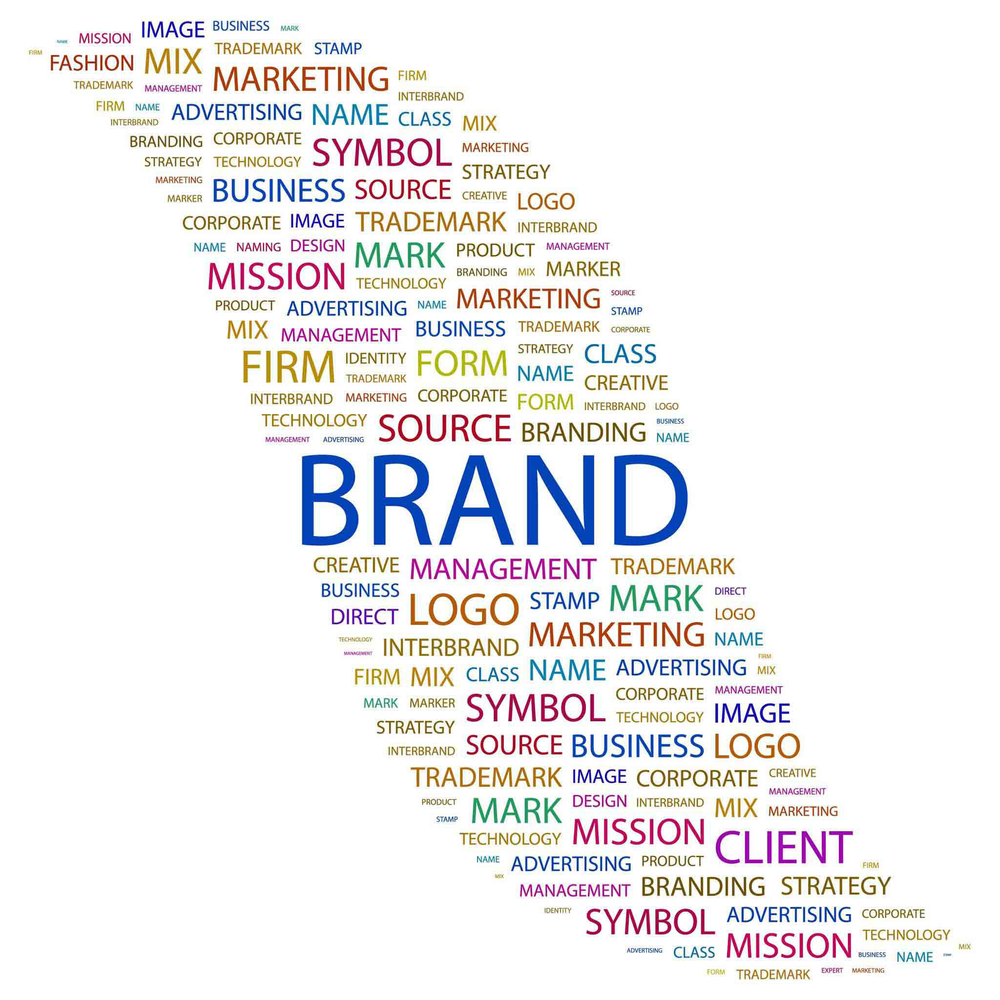 IMAGE BUSINESS MARK
NAME MISSION
FIRM FASHION MIX TRADEMARK STAMP
MARKETING FIRM
TRADEMARK MANAGEMENT INTERBRAND
FIRM NAME ADVERTISING NAME CLASS MIX
INTERBRAND
BRANDING CORPORATE SYMBOL MARKETING
STRATEGY TECHNOLOGY STRATEGY
MARKETING BUSINESS SOURCE CREATIVE LOGO
MARKER
CORPORATE IMAGE TRADEMARK INTERBRAND
NAME NAMING DESIGN MARK PRODUCT MANAGEMENT
MISSION TECHNOLOGY BRANDING MIX MARKER
PRODUCT ADVERTISING NAME MARKETING SOURCE
STAMP
MIX MANAGEMENT BUSINESS TRADEMARK CORPORATE
FIRM IDENTITY FORM STRATEGY CLASS
TRADEMARK NAME CREATIVE
INTERBRAND MARKETING CORPORATE FORM INTERBRAND LOGO
TECHNOLOGY SOURCE BRANDING BUSINESS
MANAGEMENT ADVERTISING NAME
BRAND
CREATIVE MANAGEMENT TRADEMARK
BUSINESS LOGO STAMP MARK DIRECT
DIRECT LOGO
TECHNOLOGY INTERBRAND MARKETING NAME
MANAGEMENT
FIRM MIX CLASS NAME ADVERTISING FIRM
MIX
MARK MARKER SYMBOL CORPORATE MANAGEMENT
STRATEGY TECHNOLOGY IMAGE
INTERBRAND SOURCE BUSINESS LOGO
TRADEMARK IMAGE CORPORATE CREATIVE
MANAGEMENT
PRODUCT MARK DESIGN INTERBRAND MIX MARKETING
STAMP
TECHNOLOGY MISSION CLIENT
NAME ADVERTISING PRODUCT FIRM
MIX
MANAGEMENT BRANDING STRATEGY
IDENTITY SYMBOL ADVERTISING CORPORATE
TECHNOLOGY
ADVERTISING CLASS MISSION BUSINESS NAME STAMP MIX
FORM TRADEMARK EXPERT MARKETING